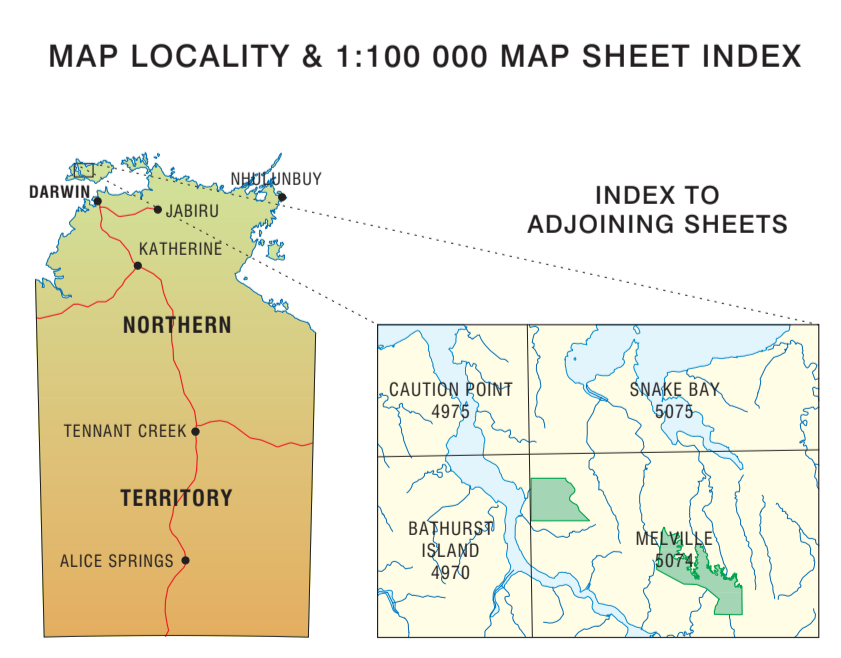 MAP LOCALITY & 1:100 000 MAP SHEET INDEX
NHULUNBUY
DARWIN
JABIRU
KATHERINE
NORTHERN
TENNANT CREEK
TERRITORY
ALICE SPRINGS
INDEX TO
ADJOINING SHEETS
CAUTION POINT
4975
SNAKE BAY
5075
BATHURST
ISLAND
4970
MELVILLE
5074